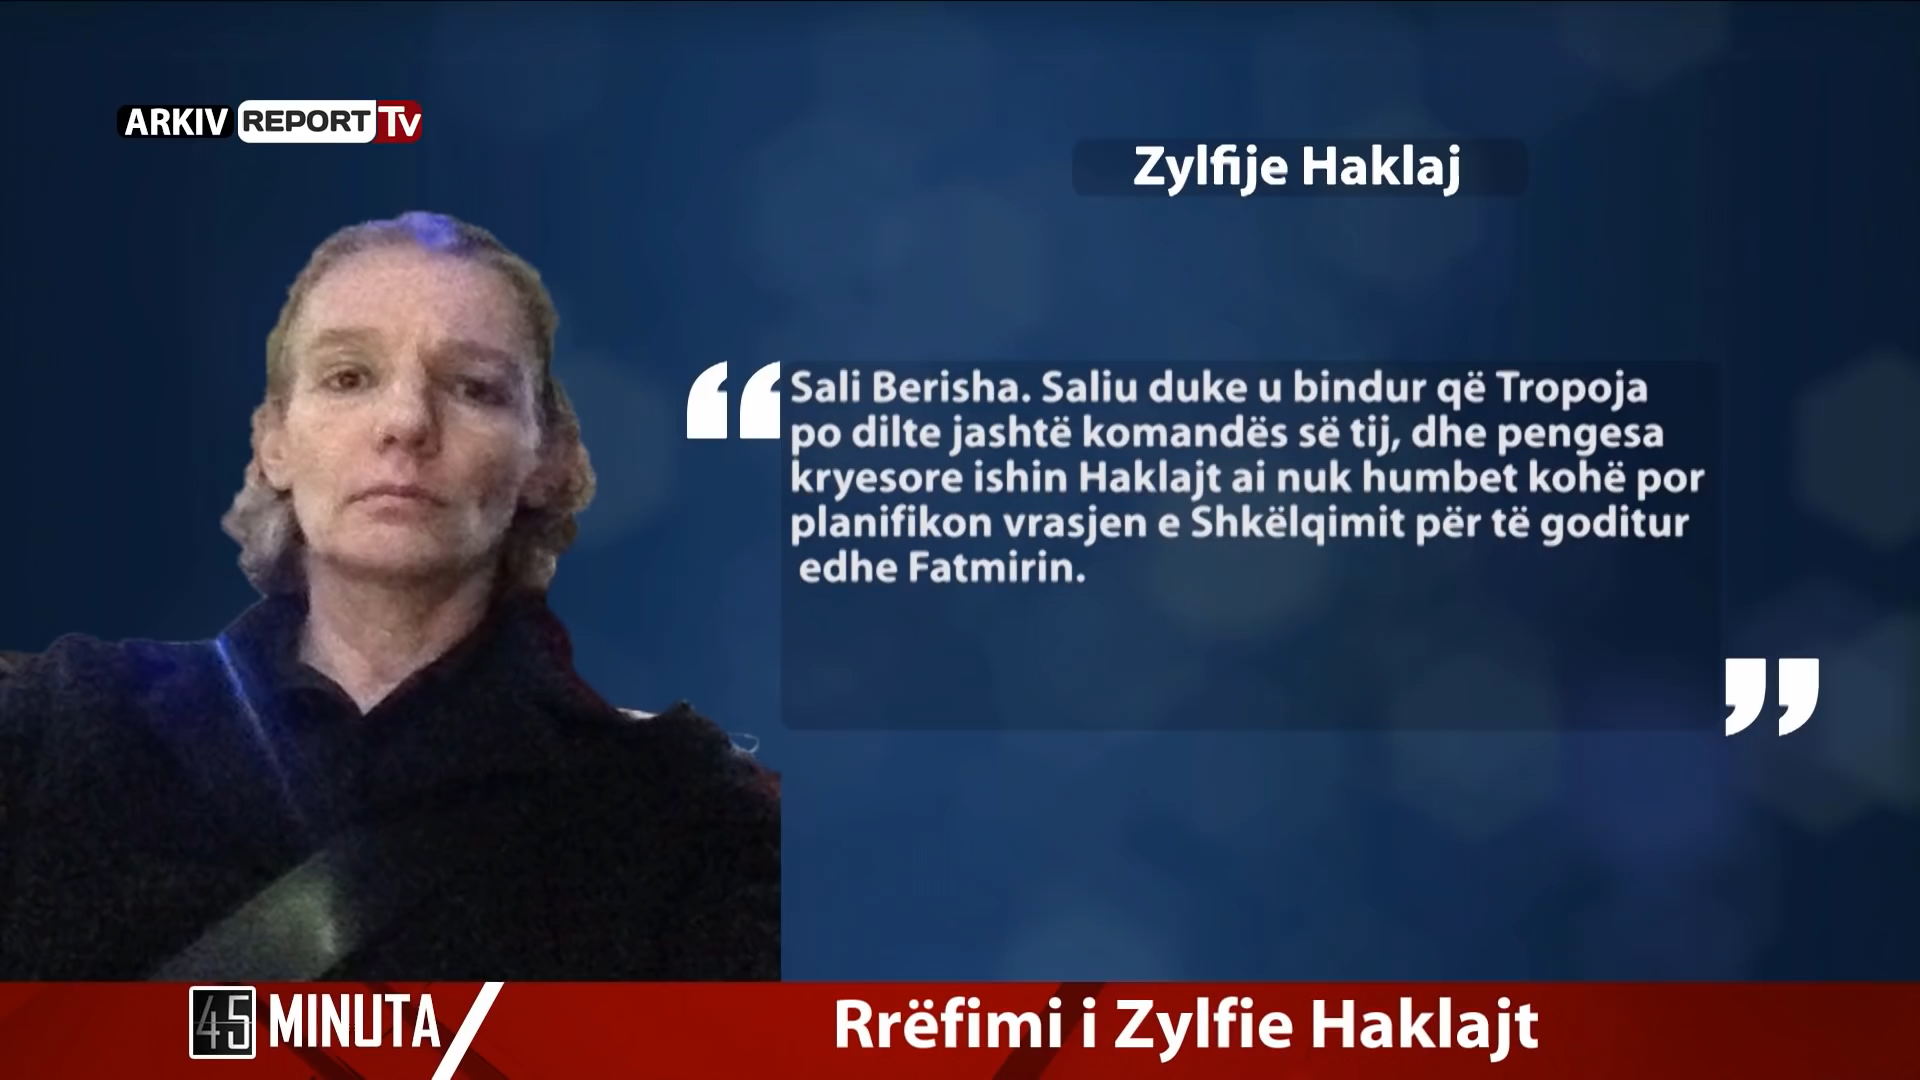 ARKIV REPORT Tv
Zylfije Haklaj
“Sali Berisha. Saliu duke u bindur që Tropoja
po dilte jashtë komandës së tij, dhe pengesa
kryesore ishin Haklajt ai nuk humbet kohë por
planifikon vrasjen e Shkëlqimit për të goditur
edhe Fatmirin.
”
45 MINUTA
Rrëfimi i Zylfie Haklajt